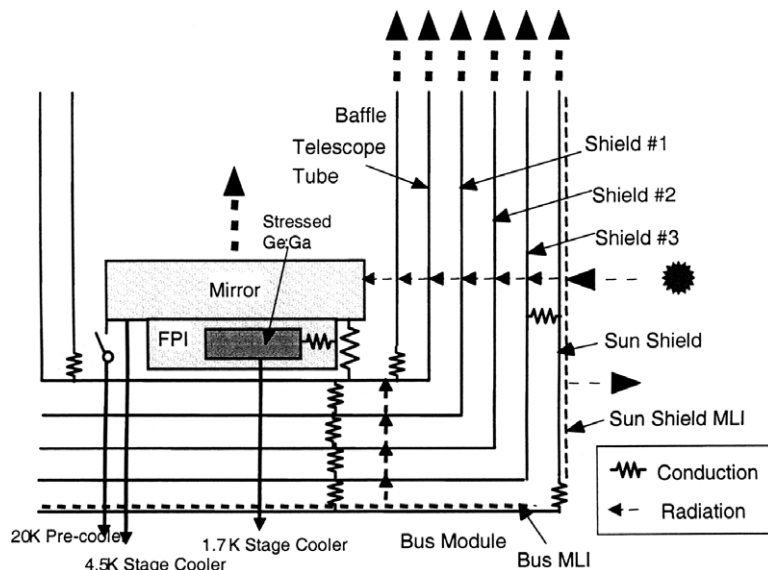 Baffle
Telescope
Tube
Shield #1
Shield #2
Shield #3
Stressed
Ge:Ga
Mirror
FPI
Sun Shield
Sun Shield MLI
Conduction
Radiation
20K Pre-cooler
4.5K Stage Cooler
1.7K Stage Cooler
Bus Module
Bus MLI